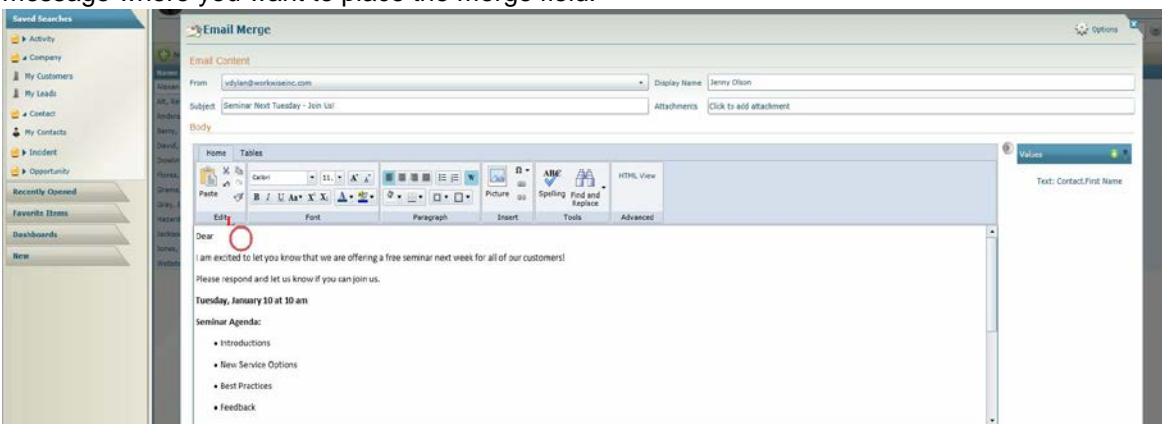 message where you want to place the merge field.
Saved Searches
Activity
Company
My Customers
My Leads
Contact
My Contacts
Incident
Opportunity
Recently Opened
Favorite Items
Dashboards
New
Email Merge
Options
Email Content
From vdylan@workwiseinc.com Display Name Jenny Olson
Subject Seminar Next Tuesday - Join Us! Attachments Click to add attachment
Body
Home Tables
Paste
Calibri 11
B I U
Picture
ABC
Spelling Find and Replace
HTML View
Edit Font Paragraph Insert Tools Advanced
Values
Text: Contact.First Name
Dear
I am excited to let you know that we are offering a free seminar next week for all of our customers!
Please respond and let us know if you can join us.
Tuesday, January 10 at 10 am
Seminar Agenda:
• Introductions
• New Service Options
• Best Practices
• Feedback